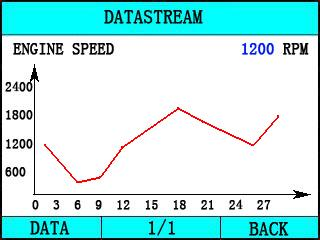 DATASTREAM
ENGINE SPEED 1200 RPM
2400
1800
1200
600
0 3 6 9 12 15 18 21 24 27
DATA 1/1 BACK